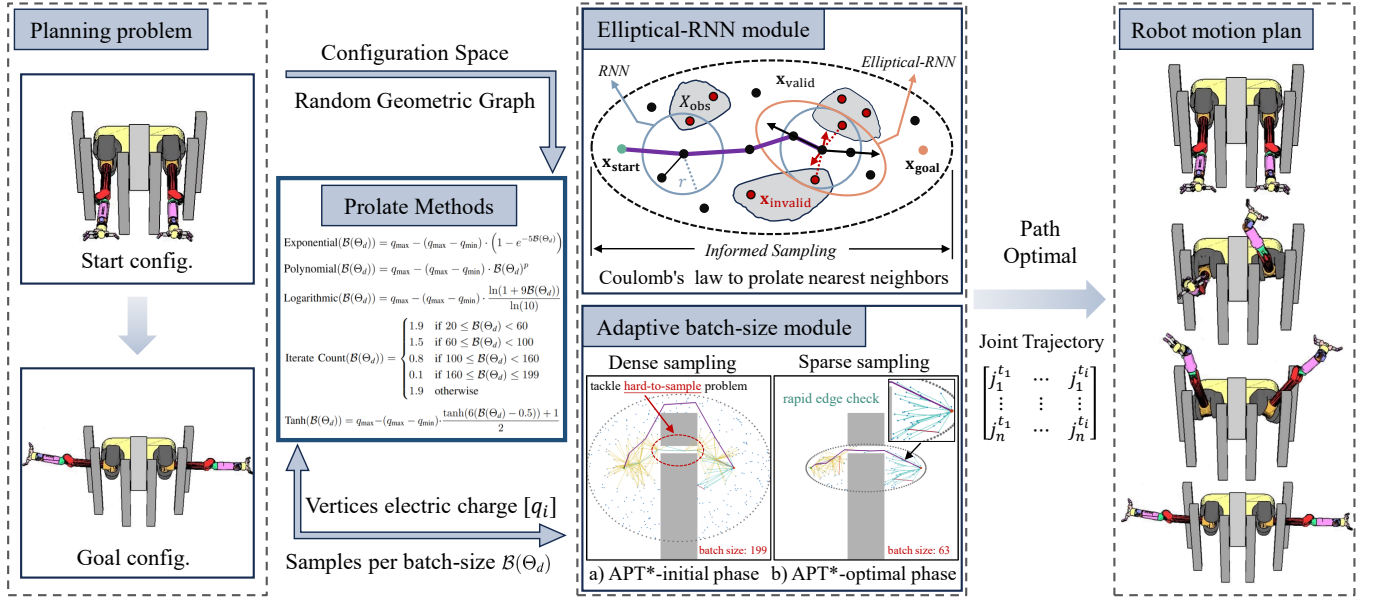 Planning problem
Start config.
Goal config.
Configuration Space
Random Geometric Graph
Prolate Methods
Exponential(𝓑(Θ_d)) = q_max − (q_max − q_min) · (1 − e^{−5𝓑(Θ_d)})
Polynomial(𝓑(Θ_d)) = q_max − (q_max − q_min) · 𝓑(Θ_d)^p
Logarithmic(𝓑(Θ_d)) = q_max − (q_max − q_min) · ln(1 + 9𝓑(Θ_d)) / ln(10)
Iterate Count(𝓑(Θ_d)) = {
1.9 if 20 ≤ 𝓑(Θ_d) < 60
1.5 if 60 ≤ 𝓑(Θ_d) < 100
0.8 if 100 ≤ 𝓑(Θ_d) < 160
0.1 if 160 ≤ 𝓑(Θ_d) ≤ 199
1.9 otherwise
Tanh(𝓑(Θ_d)) = q_max − (q_max − q_min) · tanh(6(𝓑(Θ_d) − 0.5)) + 1 / 2
Vertices electric charge [q_i]
Samples per batch-size 𝓑(Θ_d)
Elliptical-RNN module
RNN
X_obs
x_valid
Elliptical-RNN
x_start
r
x_invalid
x_goal
Informed Sampling
Coulomb's law to prolate nearest neighbors
Adaptive batch-size module
Dense sampling
tackle hard-to-sample problem
batch size: 199
a) APT*-initial phase
Sparse sampling
rapid edge check
batch size: 63
b) APT*-optimal phase
Path
Optimal
Joint Trajectory
[j_1^{t_1} ⋯ j_1^{t_i}
⋮ ⋮ ⋮
j_n^{t_1} … j_n^{t_i}]
Robot motion plan